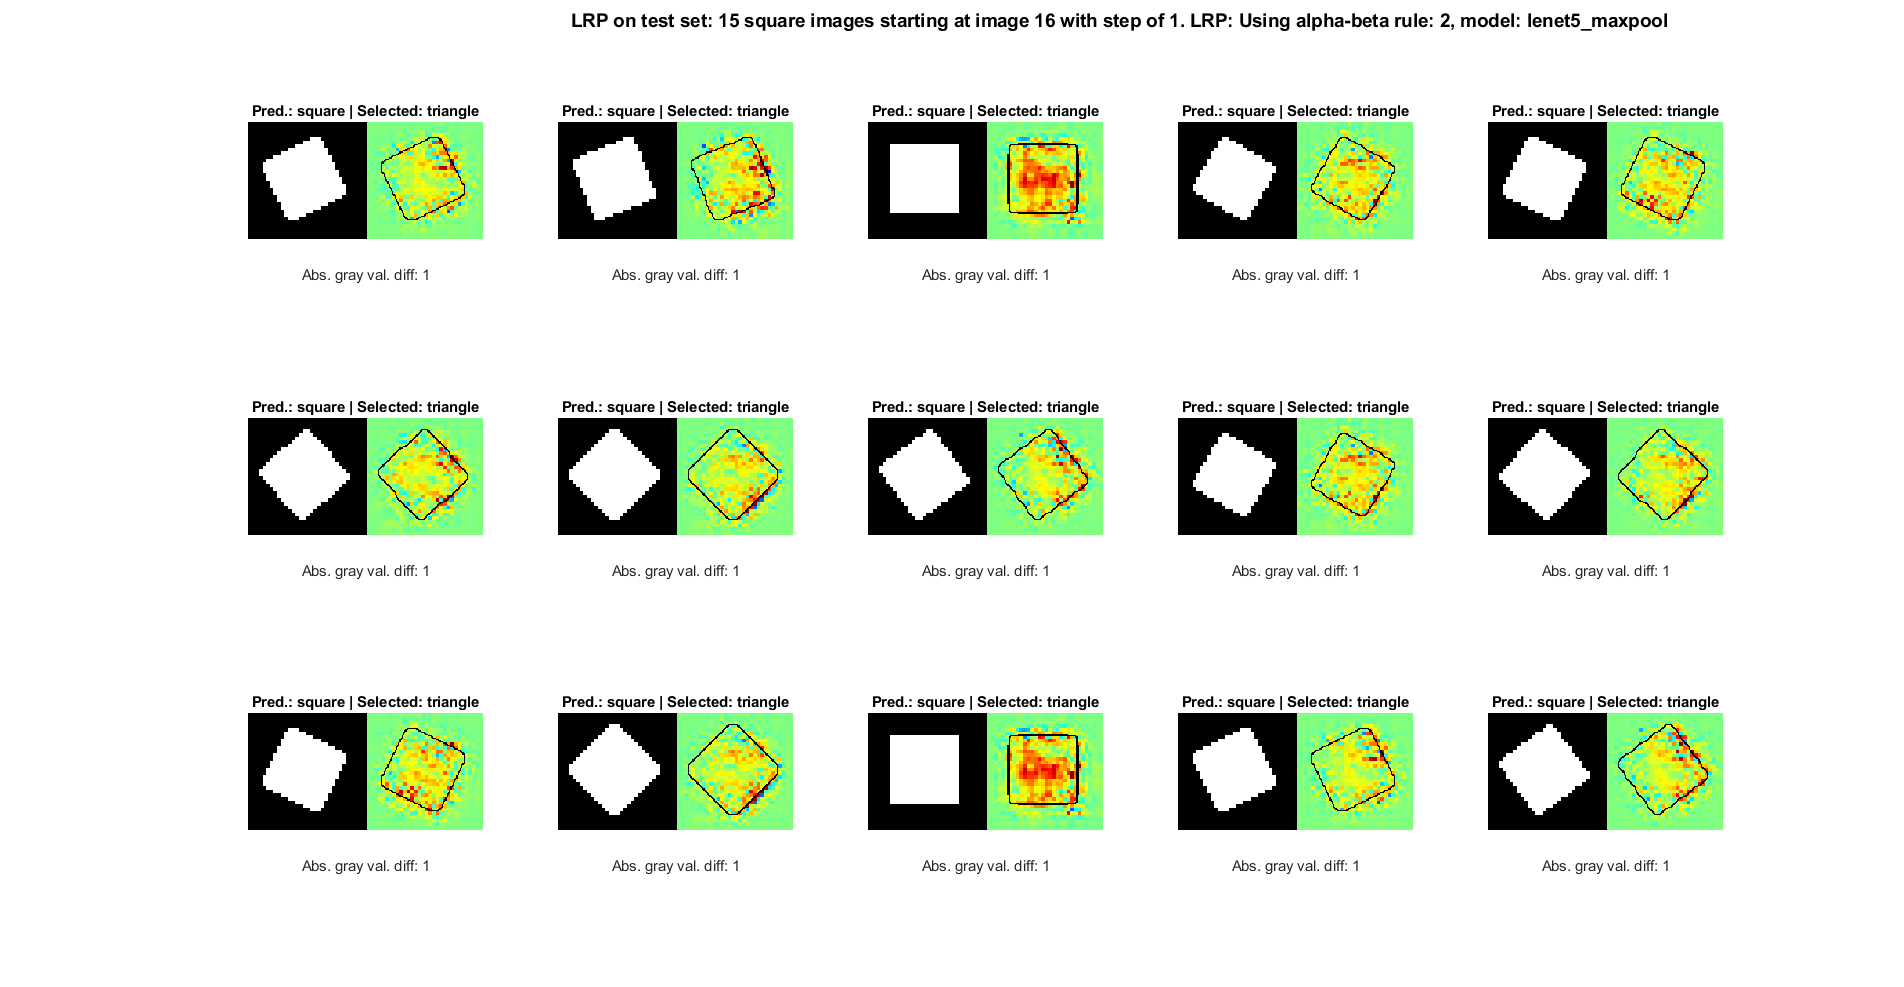 LRP on test set: 15 square images starting at image 16 with step of 1. LRP: Using alpha-beta rule: 2, model: lenet5_maxpool
Pred.: square | Selected: triangle
Pred.: square | Selected: triangle
Pred.: square | Selected: triangle
Pred.: square | Selected: triangle
Pred.: square | Selected: triangle
Abs. gray val. diff: 1
Abs. gray val. diff: 1
Abs. gray val. diff: 1
Abs. gray val. diff: 1
Abs. gray val. diff: 1
Pred.: square | Selected: triangle
Pred.: square | Selected: triangle
Pred.: square | Selected: triangle
Pred.: square | Selected: triangle
Pred.: square | Selected: triangle
Abs. gray val. diff: 1
Abs. gray val. diff: 1
Abs. gray val. diff: 1
Abs. gray val. diff: 1
Abs. gray val. diff: 1
Pred.: square | Selected: triangle
Pred.: square | Selected: triangle
Pred.: square | Selected: triangle
Pred.: square | Selected: triangle
Pred.: square | Selected: triangle
Abs. gray val. diff: 1
Abs. gray val. diff: 1
Abs. gray val. diff: 1
Abs. gray val. diff: 1
Abs. gray val. diff: 1